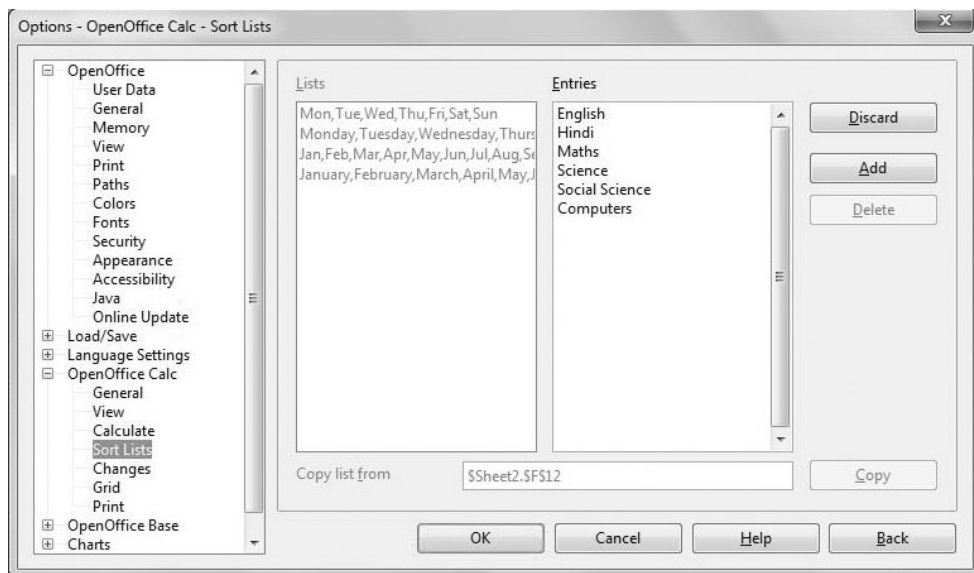 Options - OpenOffice Calc - Sort Lists
OpenOffice
User Data
General
Memory
View
Print
Paths
Colors
Fonts
Security
Appearance
Accessibility
Java
Online Update
Load/Save
Language Settings
OpenOffice Calc
General
View
Calculate
Sort Lists
Changes
Grid
Print
OpenOffice Base
Charts
Lists
Mon,Tue,Wed,Thu,Fri,Sat,Sun
Monday,Tuesday,Wednesday,Thurs
Jan,Feb,Mar,Apr,May,Jun,Jul,Aug,Se
January,February,March,April,May,J
Entries
English
Hindi
Maths
Science
Social Science
Computers
Discard
Add
Delete
Copy list from
$Sheet2.$F$12
Copy
OK
Cancel
Help
Back